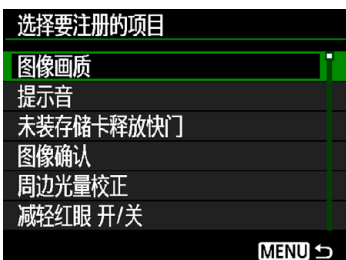 选择要注册的项目
图像画质
提示音
未装存储卡释放快门
图像确认
周边光量校正
减轻红眼 开/关
MENU